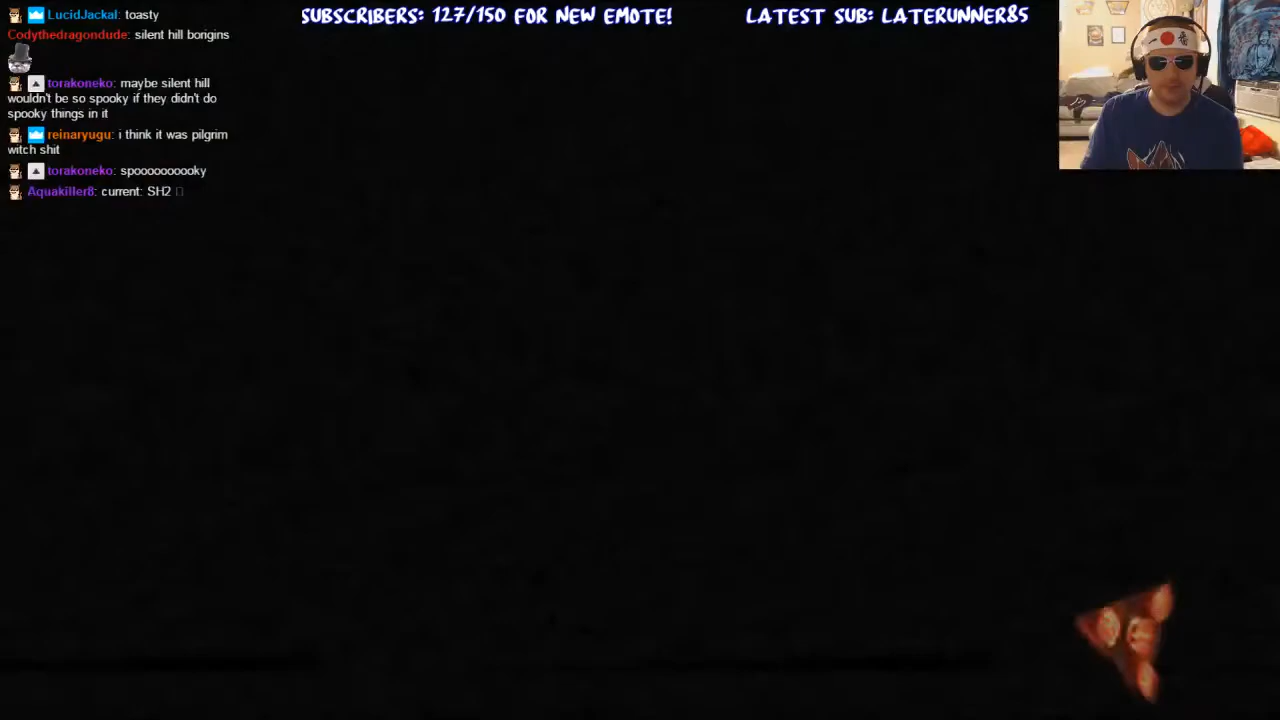 SUBSCRIBERS: 127/150 FOR NEW EMOTE! LATEST SUB: LATERUNNER85
LucidJackal: toasty
Codythedragondude: silent hill borigins
torakoneko: maybe silent hill
wouldn't be so spooky if they didn't do
spooky things in it
reinaryugu: i think it was pilgrim
witch shit
torakoneko: spooooooooky
Aquakiller8: current: SH2